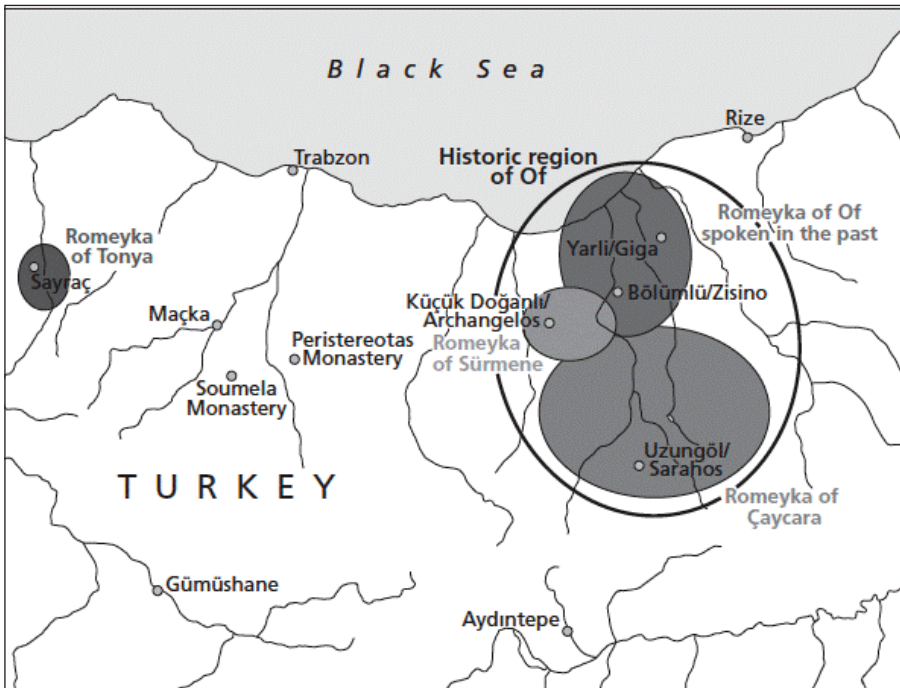 Black Sea
Rize
Trabzon
Historic region
of Of
Romeyka of Of
spoken in the past
Romeyka
of Tonya
Yarli/Giga
Sayraç
Bölümlü/Zisino
Küçük Doğanlı/
Archangelos
Maçka
Romeyka
of Sürmene
Peristereotas
Monastery
Soumela
Monastery
Uzungöl/
Sarahos
TURKEY
Romeyka of
Çaycara
Gümüshane
Aydıntepe